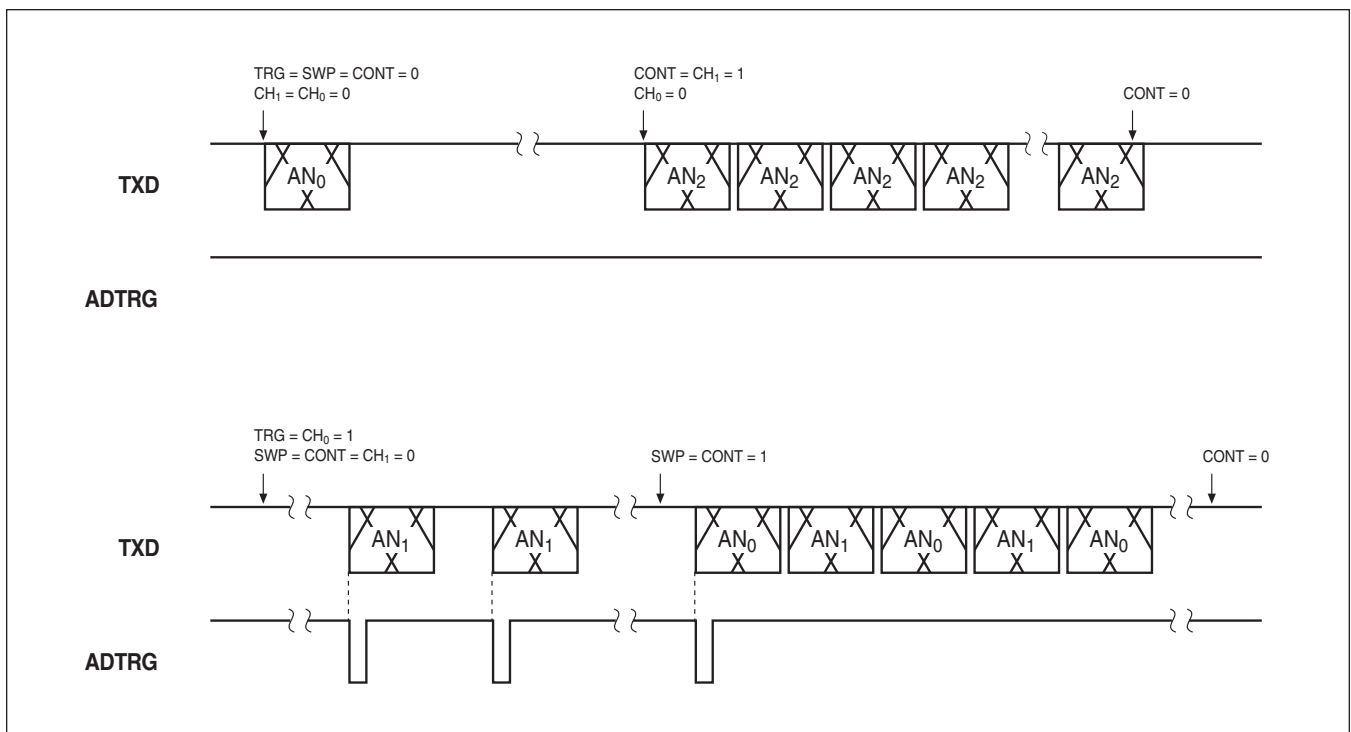 TRG = SWP = CONT = 0
CH₁ = CH₀ = 0
CONT = CH₁ = 1
CH₀ = 0
CONT = 0
TXD
AN₀
AN₂
AN₂
AN₂
AN₂
AN₂
ADTRG
TRG = CH₀ = 1
SWP = CONT = CH₁ = 0
SWP = CONT = 1
CONT = 0
TXD
AN₁
AN₁
AN₀
AN₁
AN₀
AN₁
AN₀
ADTRG